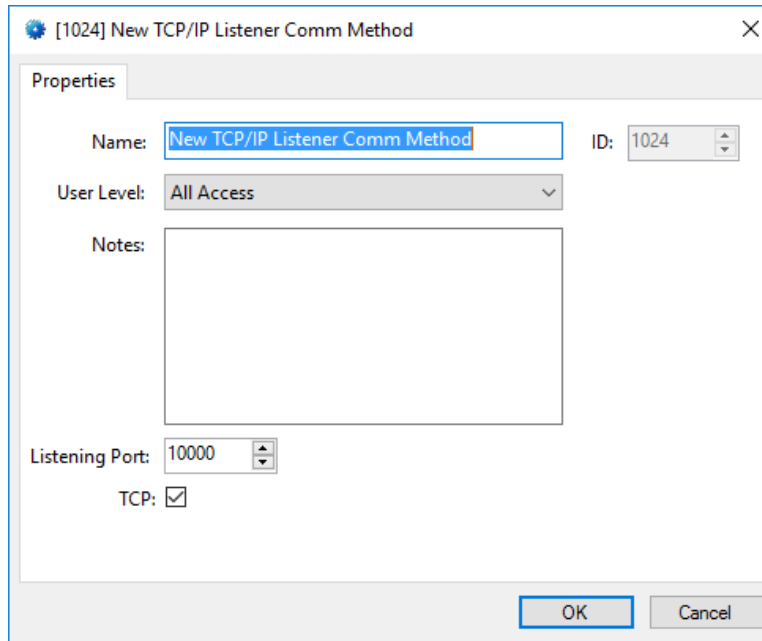 [1024] New TCP/IP Listener Comm Method
Properties
Name: New TCP/IP Listener Comm Method ID: 1024
User Level: All Access
Notes:
Listening Port: 10000
TCP:
OK Cancel